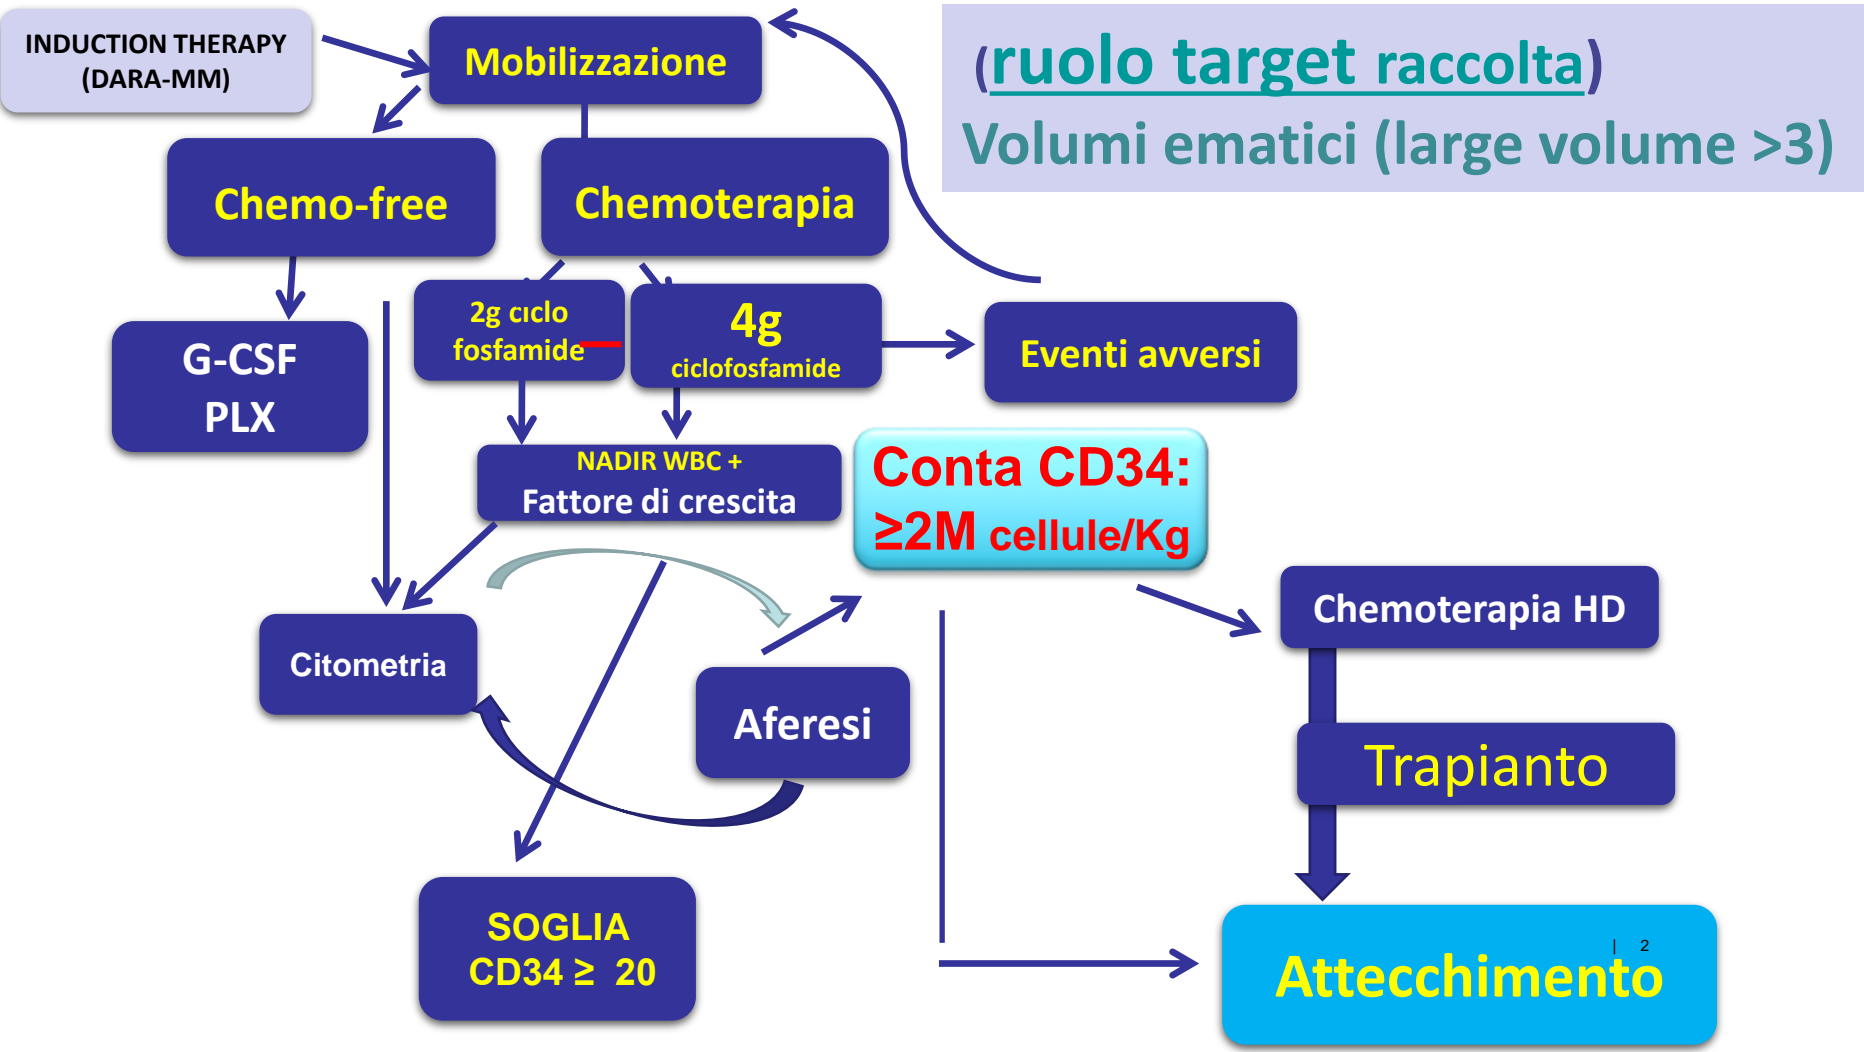 INDUCTION THERAPY
(DARA-MM)
Mobilizzazione
(ruolo target raccolta)
Volumi ematici (large volume >3)
Chemo-free
Chemoterapia
2g ciclo
fosfamide
4g
ciclofosfamide
Eventi avversi
G-CSF
PLX
NADIR WBC +
Fattore di crescita
Conta CD34:
≥2M cellule/Kg
Chemoterapia HD
Citometria
Aferesi
Trapianto
SOGLIA
CD34 ≥ 20
Attecchimento
| 2